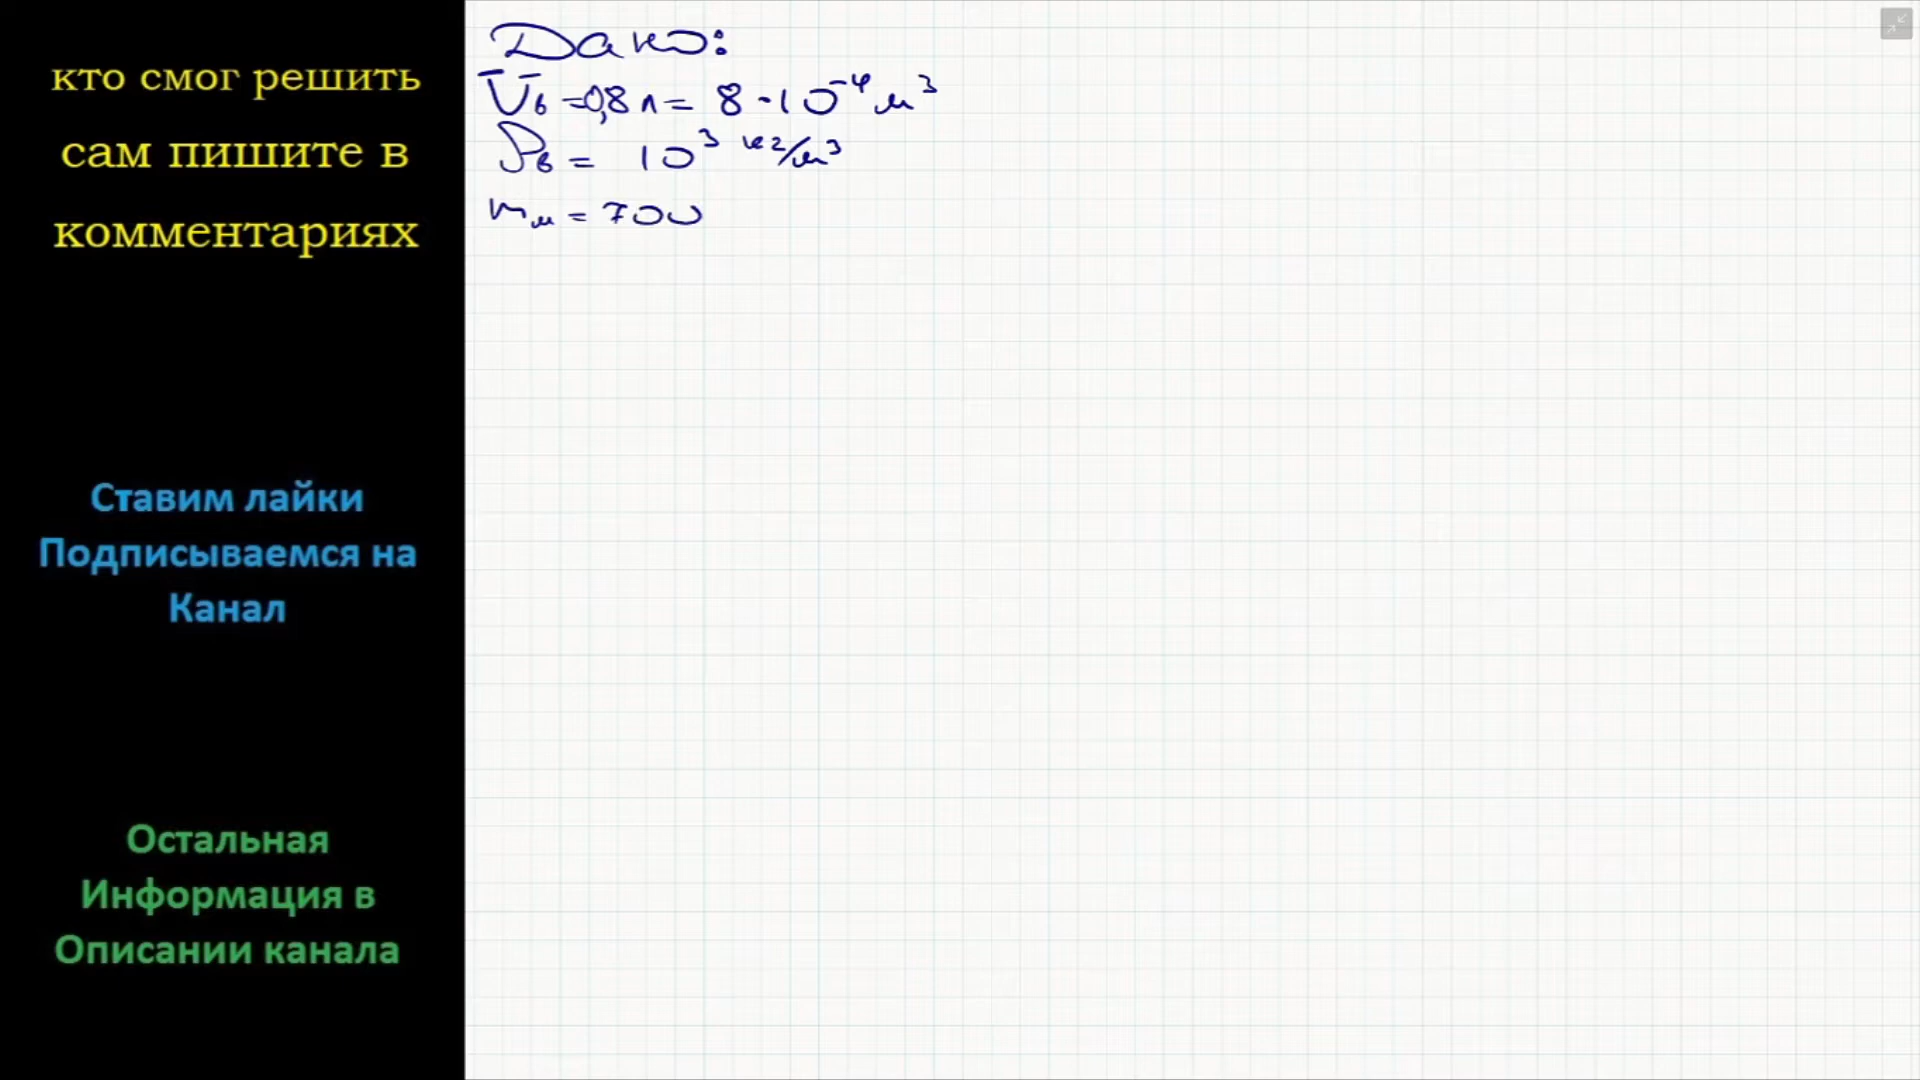 кто смог решить
сам пишите в
комментариях
Ставим лайки
Подписываемся на
Канал
Остальная
Информация в
Описании канала
Дано:
Vв = 0,8 л = 8 · 10⁻⁴ м³
ρв = 10³ кг/м³
mм = 700